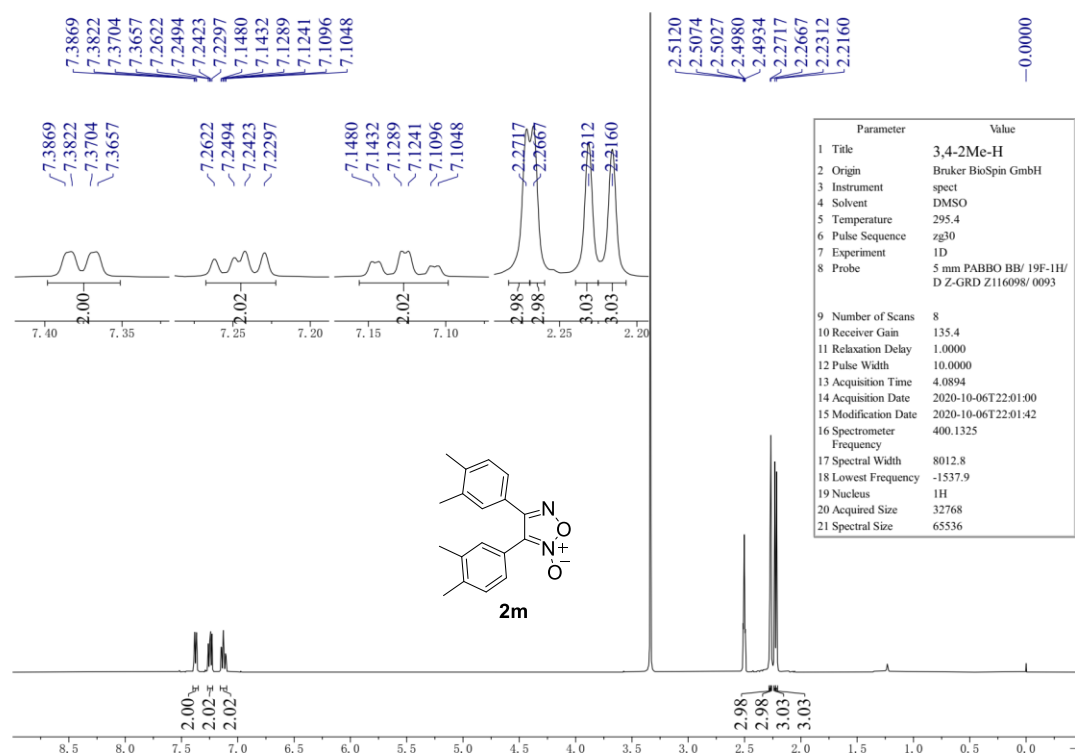 7.3869
7.3822
7.3704
7.3657
7.2622
7.2494
7.2423
7.2297
7.1480
7.1432
7.1289
7.1241
7.1096
7.1048
2.5120
2.5074
2.5027
2.4980
2.4934
2.2717
2.2667
2.2312
2.2160
-0.0000
7.3869
7.3822
7.3704
7.3657
7.2622
7.2494
7.2423
7.2297
7.1480
7.1432
7.1289
7.1241
7.1096
7.1048
2.2717
2.2667
2.2312
2.2160
2.00
2.02
2.02
2.98
2.98
3.03
3.03
7.40 7.35 7.25 7.20 7.15 7.10 2.25 2.20
Parameter Value
1 Title 3,4-2Me-H
2 Origin Bruker BioSpin GmbH
3 Instrument spect
4 Solvent DMSO
5 Temperature 295.4
6 Pulse Sequence zg30
7 Experiment 1D
8 Probe 5 mm PABBO BB/ 19F-1H/
D Z-GRD Z116098/ 0093
9 Number of Scans 8
10 Receiver Gain 135.4
11 Relaxation Delay 1.0000
12 Pulse Width 10.0000
13 Acquisition Time 4.0894
14 Acquisition Date 2020-10-06T22:01:00
15 Modification Date 2020-10-06T22:01:42
16 Spectrometer 400.1325
Frequency
17 Spectral Width 8012.8
18 Lowest Frequency -1537.9
19 Nucleus 1H
20 Acquired Size 32768
21 Spectral Size 65536
N
O
N+
O−
2m
2.00
2.02
2.02
2.98
2.98
3.03
3.03
8.5 8.0 7.5 7.0 6.5 6.0 5.5 5.0 4.5 4.0 3.5 3.0 2.5 2.0 1.5 1.0 0.5 0.0